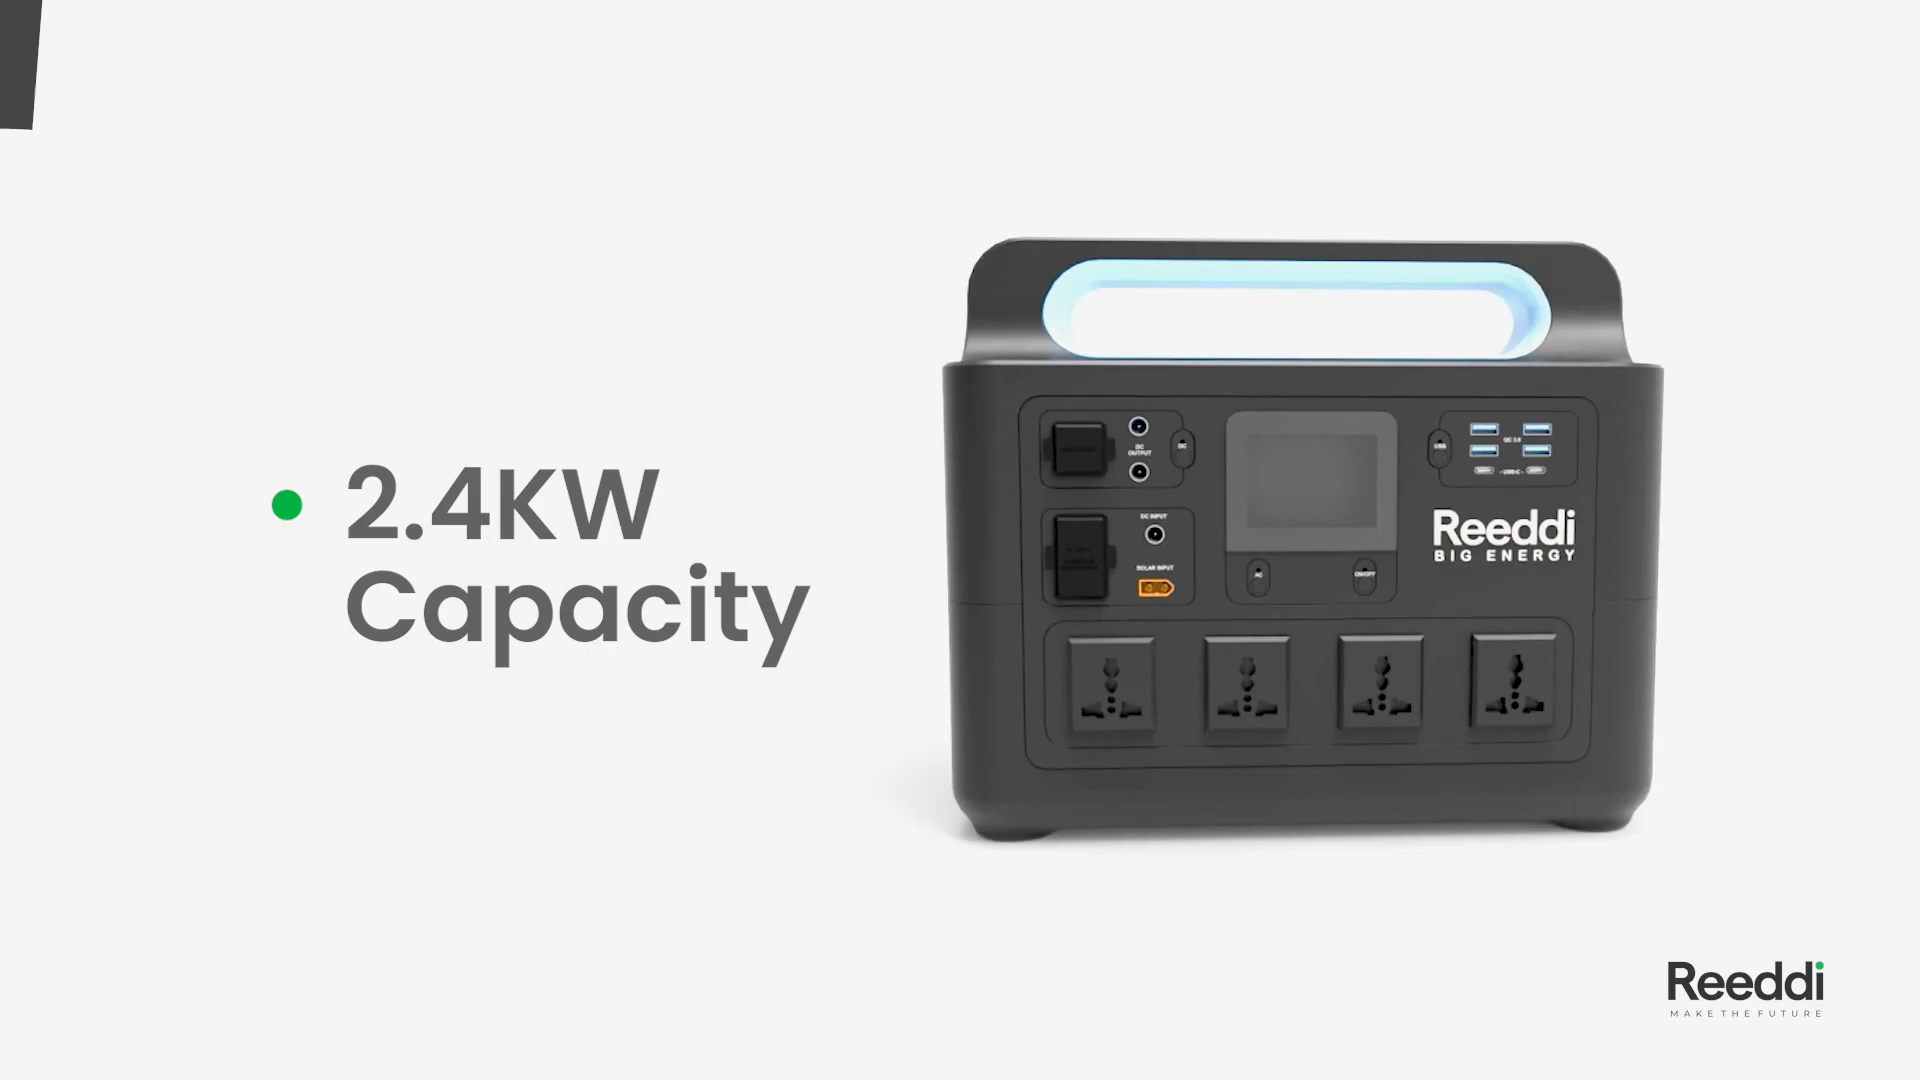 2.4KW
Capacity
DC
OUTPUT
DC
USB
QC 3.0
-USB-C-
DC INPUT
SOLAR INPUT
AC
ON/OFF
Reeddi
BIG ENERGY
Reeddi
MAKE THE FUTURE